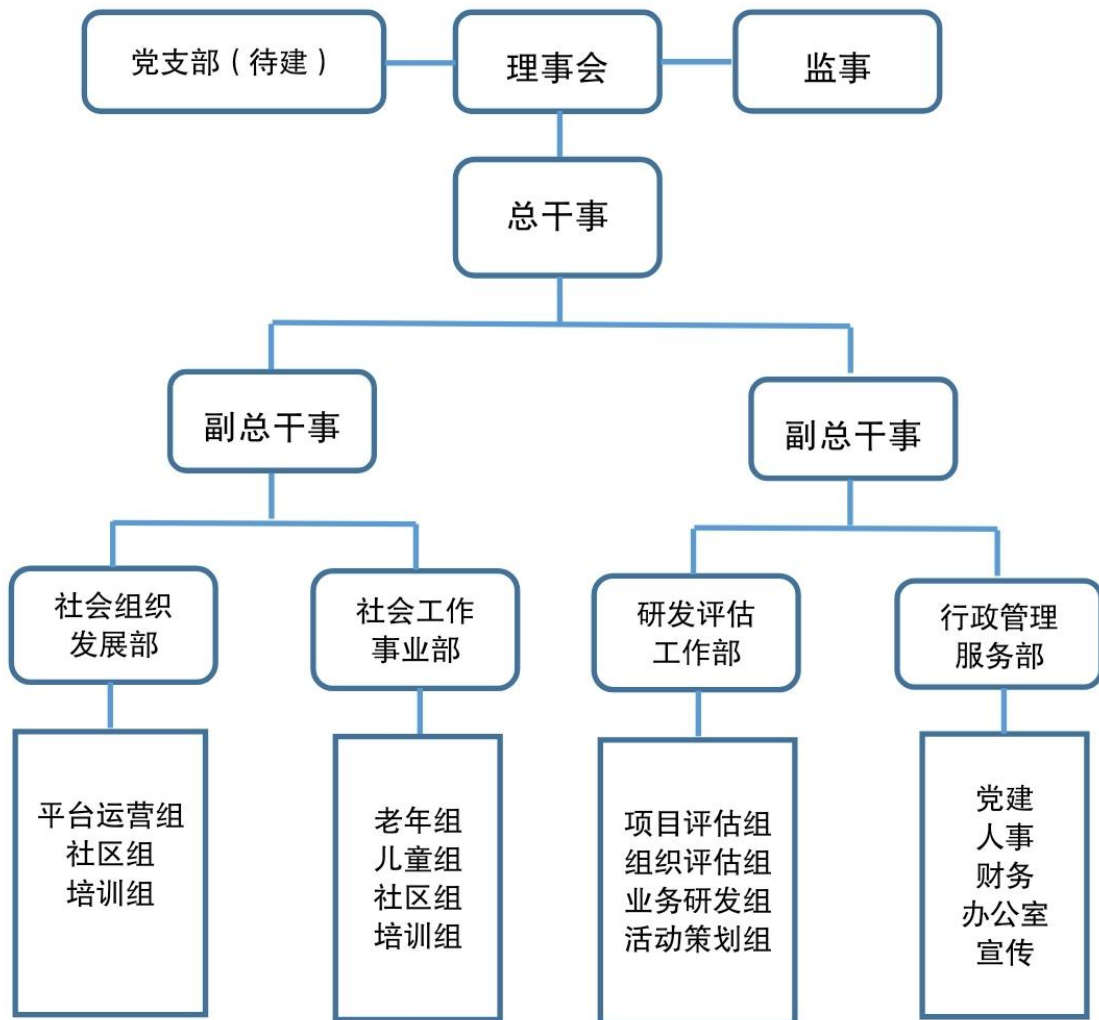 党支部（待建）
理事会
监事
总干事
副总干事
副总干事
社会组织
发展部
社会工作
事业部
研发评估
工作部
行政管理
服务部
平台运营组
社区组
培训组
老年组
儿童组
社区组
培训组
项目评估组
组织评估组
业务研发组
活动策划组
党建
人事
财务
办公室
宣传